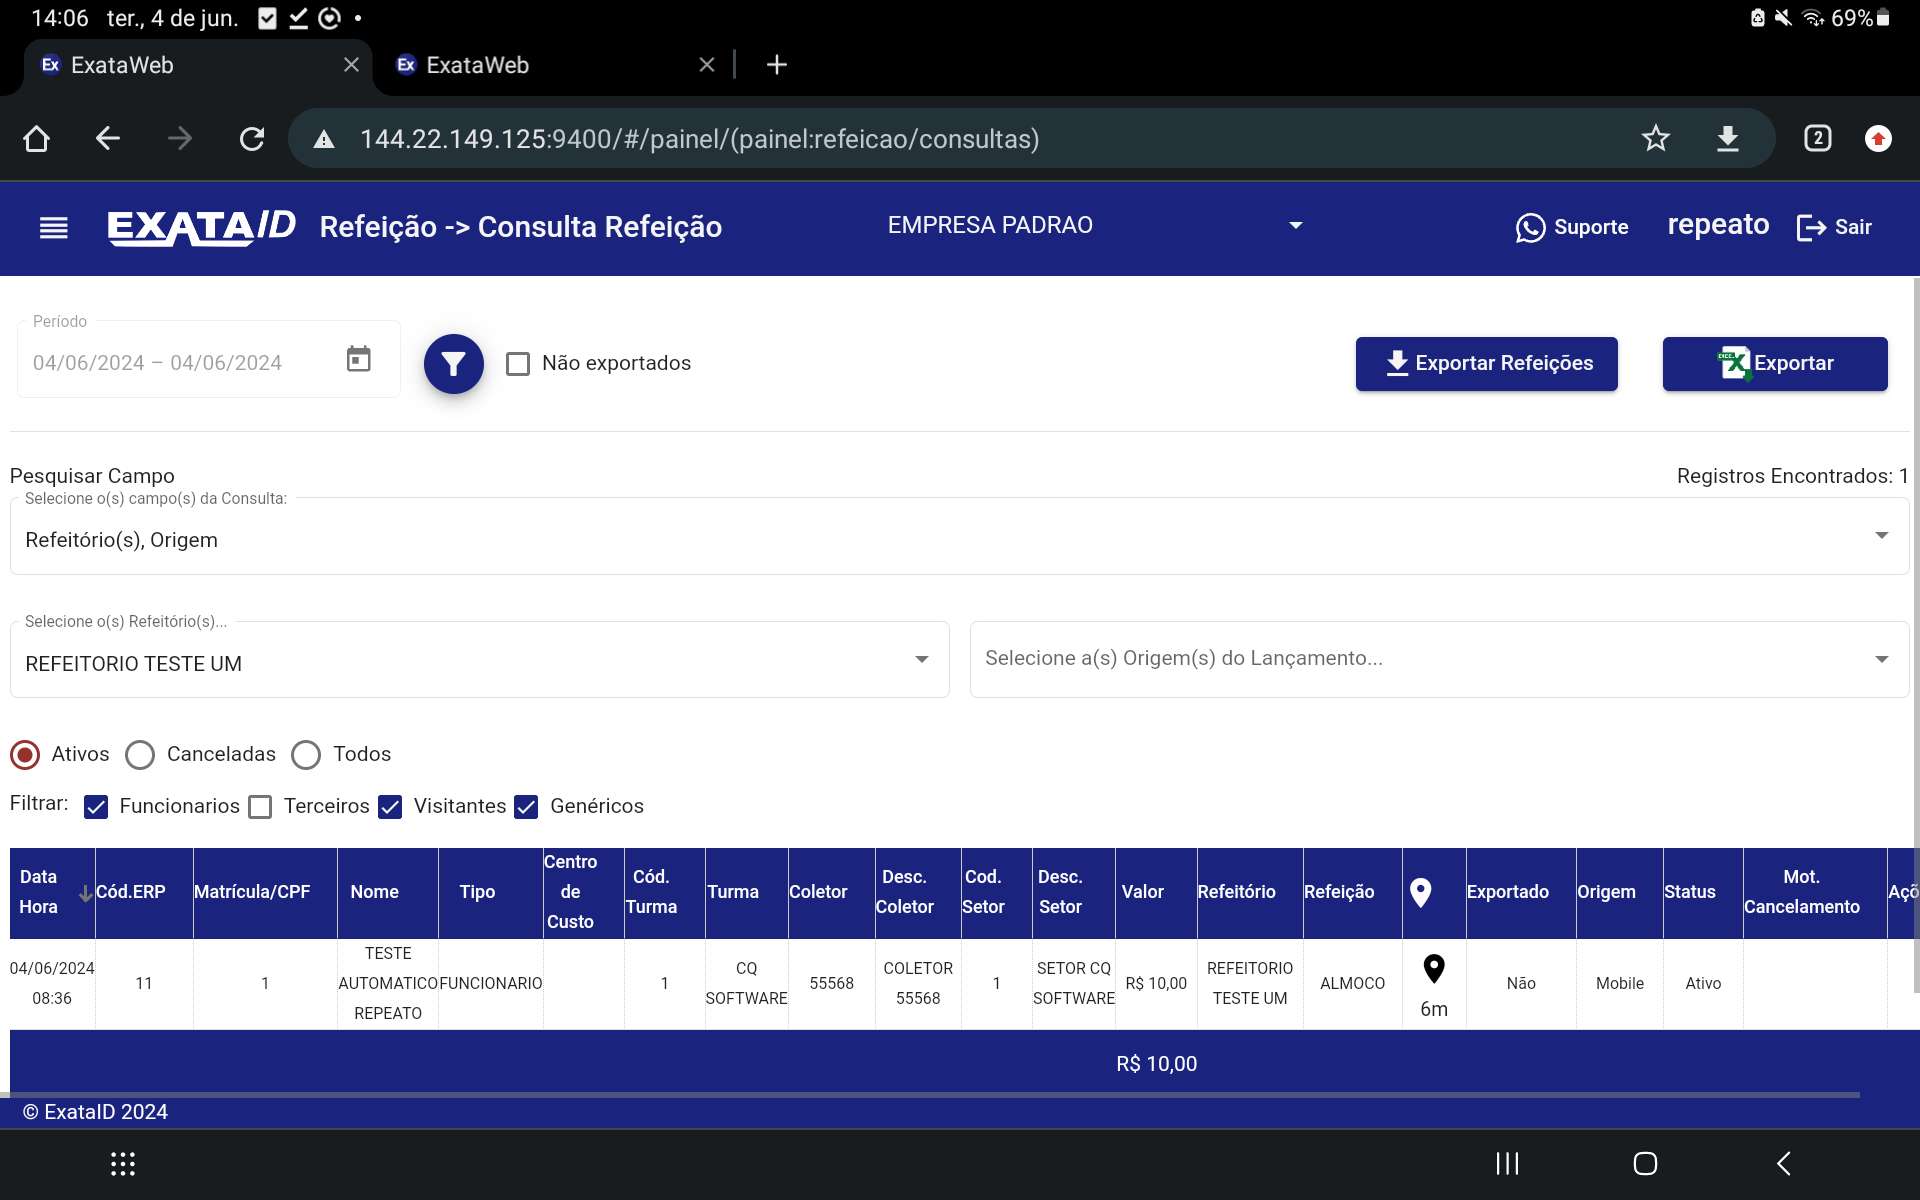 14:06 ter., 4 de jun. 69%
Ex ExataWeb Ex ExataWeb
144.22.149.125:9400/#/painel/(painel:refeicao/consultas) 2
EXATA/D Refeição -> Consulta Refeição EMPRESA PADRAO Suporte repeato Sair
Período
04/06/2024 – 04/06/2024 Não exportados Exportar Refeições Exportar
Pesquisar Campo Registros Encontrados: 1
Selecione o(s) campo(s) da Consulta:
Refeitório(s), Origem
Selecione o(s) Refeitório(s)...
REFEITORIO TESTE UM Selecione a(s) Origem(s) do Lançamento...
Ativos Canceladas Todos
Filtrar: Funcionarios Terceiros Visitantes Genéricos
Data Hora Cód.ERP Matrícula/CPF Nome Tipo Centro de Custo Cód. Turma Turma Coletor Desc. Coletor Cod. Setor Desc. Setor Valor Refeitório Refeição Exportado Origem Status Mot. Cancelamento Açõ
04/06/2024 08:36 11 1 TESTE AUTOMATICO REPEATO FUNCIONARIO 1 CQ SOFTWARE 55568 COLETOR 55568 1 SETOR CQ SOFTWARE R$ 10,00 REFEITORIO TESTE UM ALMOCO 6m Não Mobile Ativo
R$ 10,00
© ExataID 2024